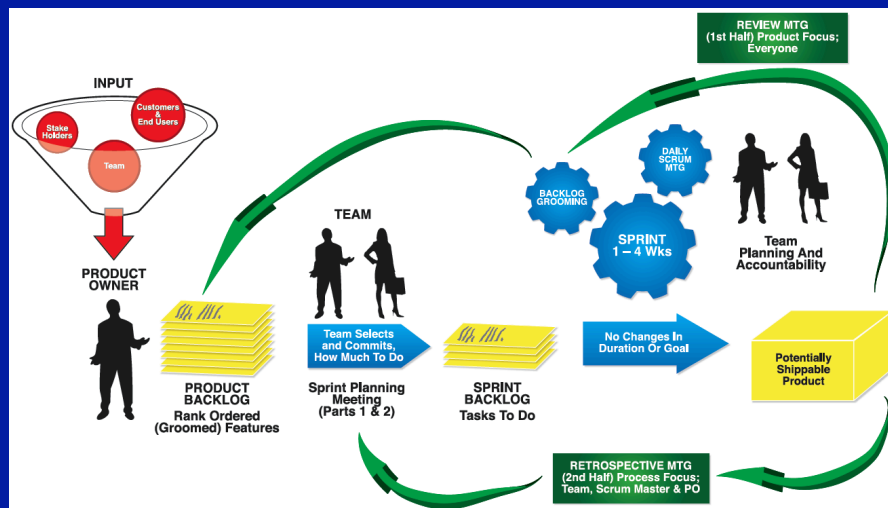 REVIEW MTG
(1st Half) Product Focus;
Everyone
INPUT
Customers
&
End Users
Stake
Holders
Team
DAILY
SCRUM
MTG
BACKLOG
GROOMING
TEAM
SPRINT
1 – 4 Wks
Team
Planning And
Accountability
PRODUCT
OWNER
Team Selects
and Commits,
How Much To Do
No Changes In
Duration Or Goal
Potentially
Shippable
Product
PRODUCT
BACKLOG
Rank Ordered
(Groomed) Features
Sprint Planning
Meeting
(Parts 1 & 2)
SPRINT
BACKLOG
Tasks To Do
RETROSPECTIVE MTG
(2nd Half) Process Focus;
Team, Scrum Master & PO